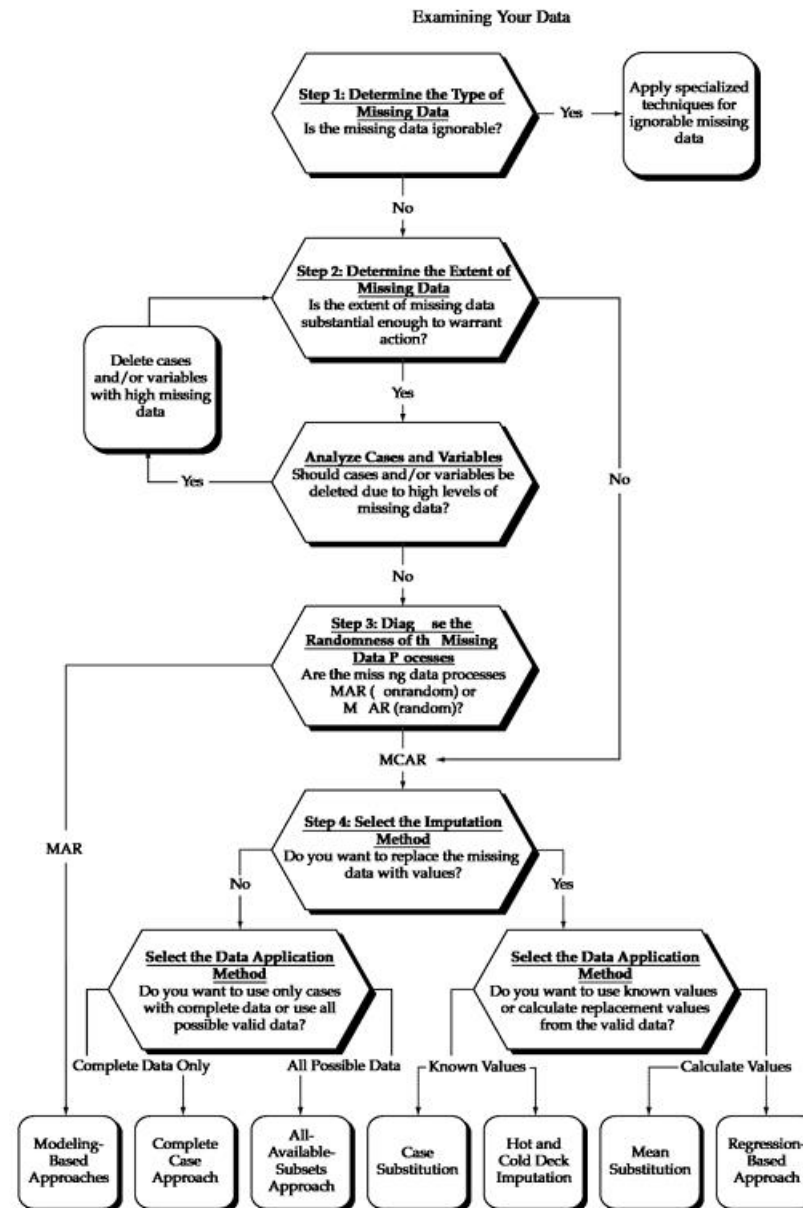 Examining Your Data
Step 1: Determine the Type of
Missing Data
Is the missing data ignorable?
Yes
Apply specialized
techniques for
ignorable missing
data
No
Step 2: Determine the Extent of
Missing Data
Is the extent of missing data
substantial enough to warrant
action?
Delete cases
and/or variables
with high missing
data
Yes
Analyze Cases and Variables
Should cases and/or variables be
deleted due to high levels of
missing data?
Yes
No
No
Step 3: Diag se the
Randomness of th Missing
Data P ocesses
Are the miss ng data processes
MAR ( onrandom) or
M AR (random)?
MCAR
MAR
Step 4: Select the Imputation
Method
Do you want to replace the missing
data with values?
No
Yes
Select the Data Application
Method
Do you want to use only cases
with complete data or use all
possible valid data?
Select the Data Application
Method
Do you want to use known values
or calculate replacement values
from the valid data?
Complete Data Only
All Possible Data
Known Values
Calculate Values
Modeling-
Based
Approaches
Complete
Case
Approach
All-
Available-
Subsets
Approach
Case
Substitution
Hot and
Cold Deck
Imputation
Mean
Substitution
Regression-
Based
Approach